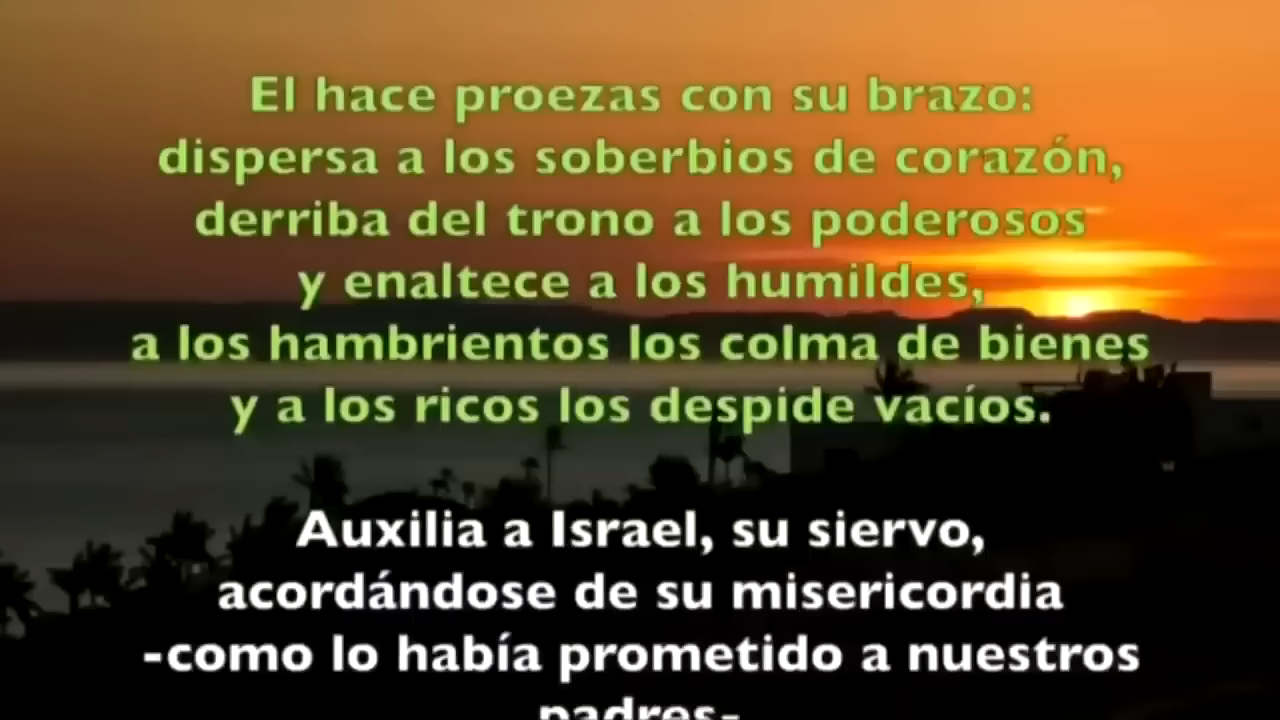 El hace proezas con su brazo:
dispersa a los soberbios de corazón,
derriba del trono a los poderosos
y enaltece a los humildes,
a los hambrientos los colma de bienes
y a los ricos los despide vacíos.
Auxilia a Israel, su siervo,
acordándose de su misericordia
-como lo había prometido a nuestros
padres-